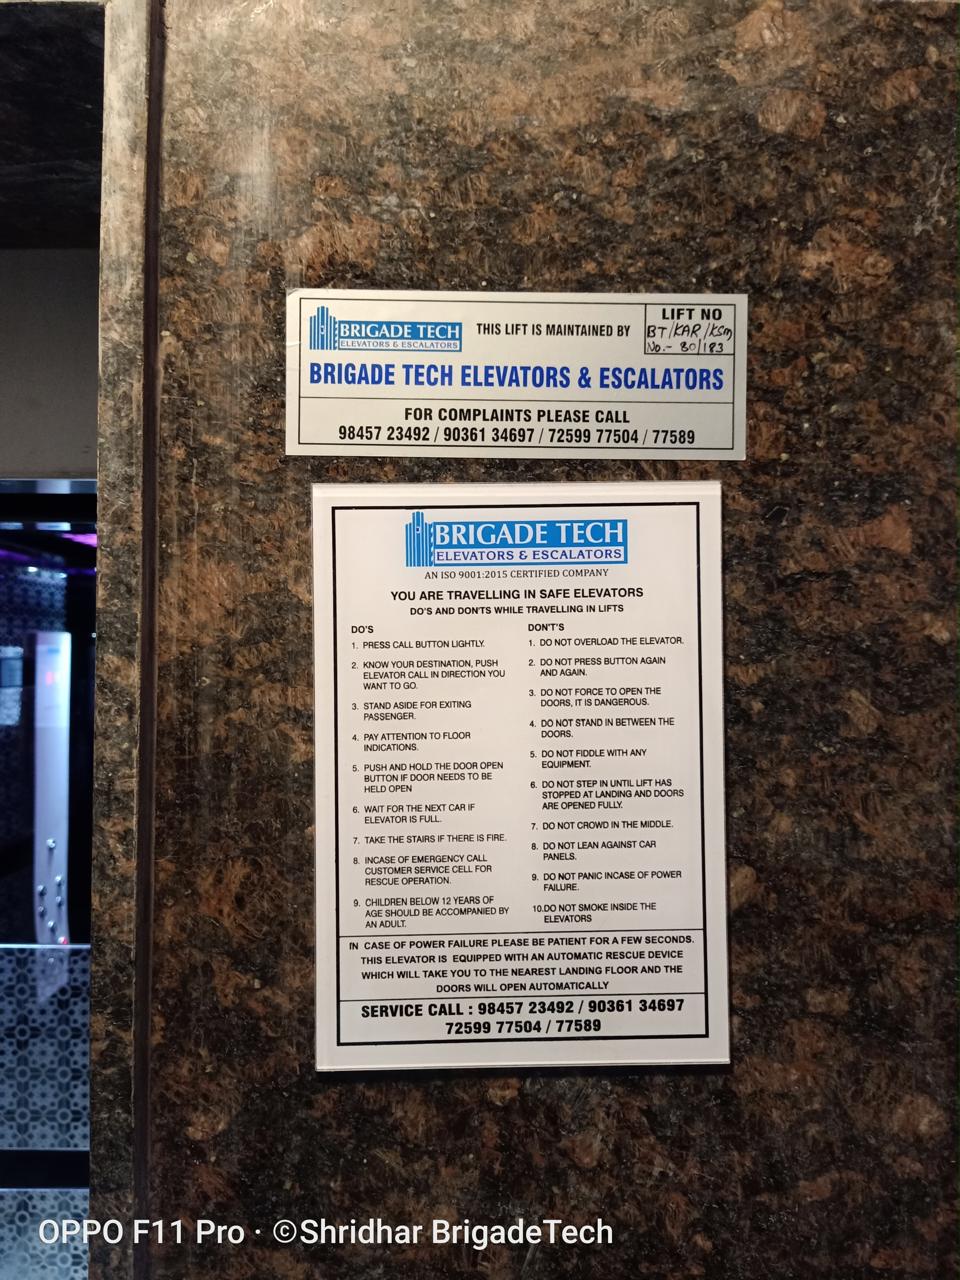 BRIGADE TECH
ELEVATORS & ESCALATORS
THIS LIFT IS MAINTAINED BY
LIFT NO
BT/KAR/KSM
No.- 80/183
BRIGADE TECH ELEVATORS & ESCALATORS
FOR COMPLAINTS PLEASE CALL
98457 23492 / 90361 34697 / 72599 77504 / 77589
BRIGADE TECH
ELEVATORS & ESCALATORS
AN ISO 9001:2015 CERTIFIED COMPANY
YOU ARE TRAVELLING IN SAFE ELEVATORS
DO'S AND DON'TS WHILE TRAVELLING IN LIFTS
DO'S
1. PRESS CALL BUTTON LIGHTLY.
2. KNOW YOUR DESTINATION, PUSH
ELEVATOR CALL IN DIRECTION YOU
WANT TO GO.
3. STAND ASIDE FOR EXITING
PASSENGER.
4. PAY ATTENTION TO FLOOR
INDICATIONS.
5. PUSH AND HOLD THE DOOR OPEN
BUTTON IF DOOR NEEDS TO BE
HELD OPEN
6. WAIT FOR THE NEXT CAR IF
ELEVATOR IS FULL.
7. TAKE THE STAIRS IF THERE IS FIRE.
8. INCASE OF EMERGENCY CALL
CUSTOMER SERVICE CELL FOR
RESCUE OPERATION.
9. CHILDREN BELOW 12 YEARS OF
AGE SHOULD BE ACCOMPANIED BY
AN ADULT.
DON'T'S
1. DO NOT OVERLOAD THE ELEVATOR.
2. DO NOT PRESS BUTTON AGAIN
AND AGAIN.
3. DO NOT FORCE TO OPEN THE
DOORS, IT IS DANGEROUS.
4. DO NOT STAND IN BETWEEN THE
DOORS.
5. DO NOT FIDDLE WITH ANY
EQUIPMENT.
6. DO NOT STEP IN UNTIL LIFT HAS
STOPPED AT LANDING AND DOORS
ARE OPENED FULLY.
7. DO NOT CROWD IN THE MIDDLE.
8. DO NOT LEAN AGAINST CAR
PANELS.
9. DO NOT PANIC INCASE OF POWER
FAILURE.
10.DO NOT SMOKE INSIDE THE
ELEVATORS
IN CASE OF POWER FAILURE PLEASE BE PATIENT FOR A FEW SECONDS.
THIS ELEVATOR IS EQUIPPED WITH AN AUTOMATIC RESCUE DEVICE
WHICH WILL TAKE YOU TO THE NEAREST LANDING FLOOR AND THE
DOORS WILL OPEN AUTOMATICALLY
SERVICE CALL : 98457 23492 / 90361 34697
72599 77504 / 77589
OPPO F11 Pro · ©Shridhar BrigadeTech